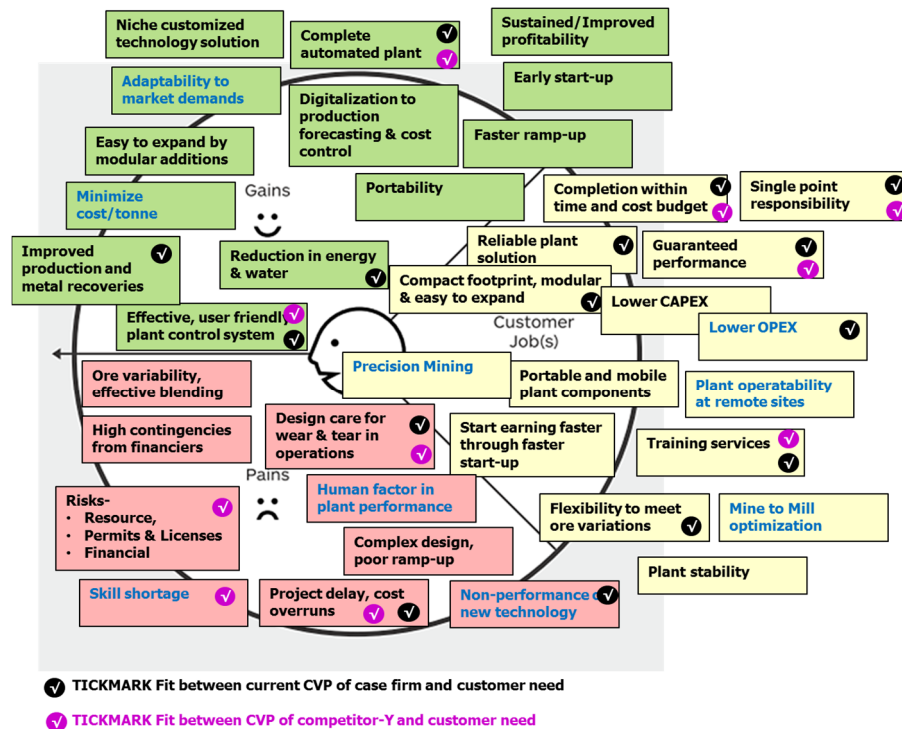 Niche customized
technology solution
Complete
automated plant
Sustained/Improved
profitability
Adaptability to
market demands
Digitalization to
production
forecasting & cost
control
Early start-up
Easy to expand by
modular additions
Faster ramp-up
Minimize
cost/tonne
Gains
Portability
Completion within
time and cost budget
Single point
responsibility
Improved
production and
metal recoveries
Reduction in energy
& water
Reliable plant
solution
Guaranteed
performance
Compact footprint, modular
& easy to expand
Effective, user friendly
plant control system
Customer
Job(s)
Lower CAPEX
Lower OPEX
Ore variability,
effective blending
Precision Mining
Portable and mobile
plant components
Plant operatability
at remote sites
High contingencies
from financiers
Design care for
wear & tear in
operations
Start earning faster
through faster
start-up
Training services
Pains
Risks-
• Resource,
• Permits & Licenses
• Financial
Human factor in
plant performance
Flexibility to meet
ore variations
Mine to Mill
optimization
Complex design,
poor ramp-up
Plant stability
Skill shortage
Project delay, cost
overruns
Non-performance
new technology
TICKMARK Fit between current CVP of case firm and customer need
TICKMARK Fit between CVP of competitor-Y and customer need